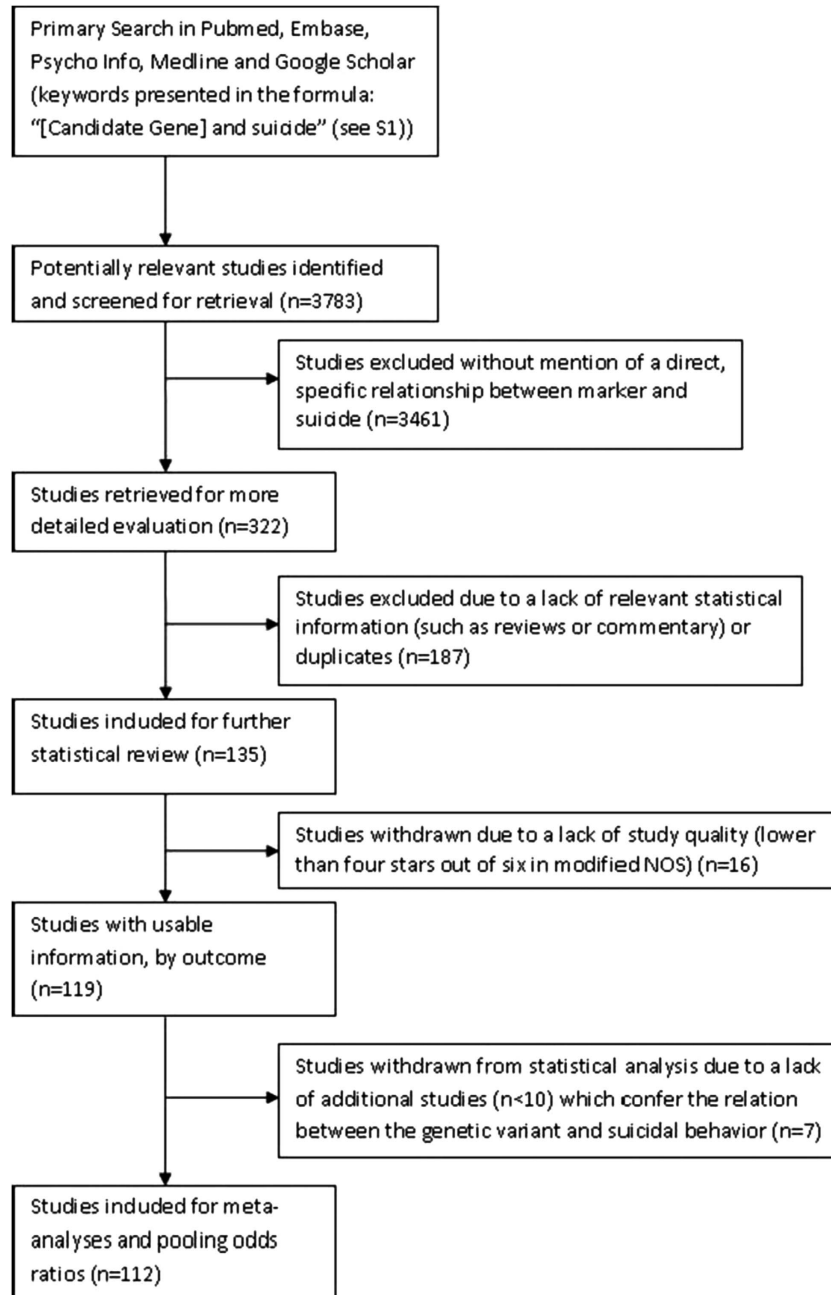 Primary Search in Pubmed, Embase,
Psycho Info, Medline and Google Scholar
(keywords presented in the formula:
“[Candidate Gene] and suicide” (see S1))
Potentially relevant studies identified
and screened for retrieval (n=3783)
Studies excluded without mention of a direct,
specific relationship between marker and
suicide (n=3461)
Studies retrieved for more
detailed evaluation (n=322)
Studies excluded due to a lack of relevant statistical
information (such as reviews or commentary) or
duplicates (n=187)
Studies included for further
statistical review (n=135)
Studies withdrawn due to a lack of study quality (lower
than four stars out of six in modified NOS) (n=16)
Studies with usable
information, by outcome
(n=119)
Studies withdrawn from statistical analysis due to a lack
of additional studies (n<10) which confer the relation
between the genetic variant and suicidal behavior (n=7)
Studies included for meta-
analyses and pooling odds
ratios (n=112)